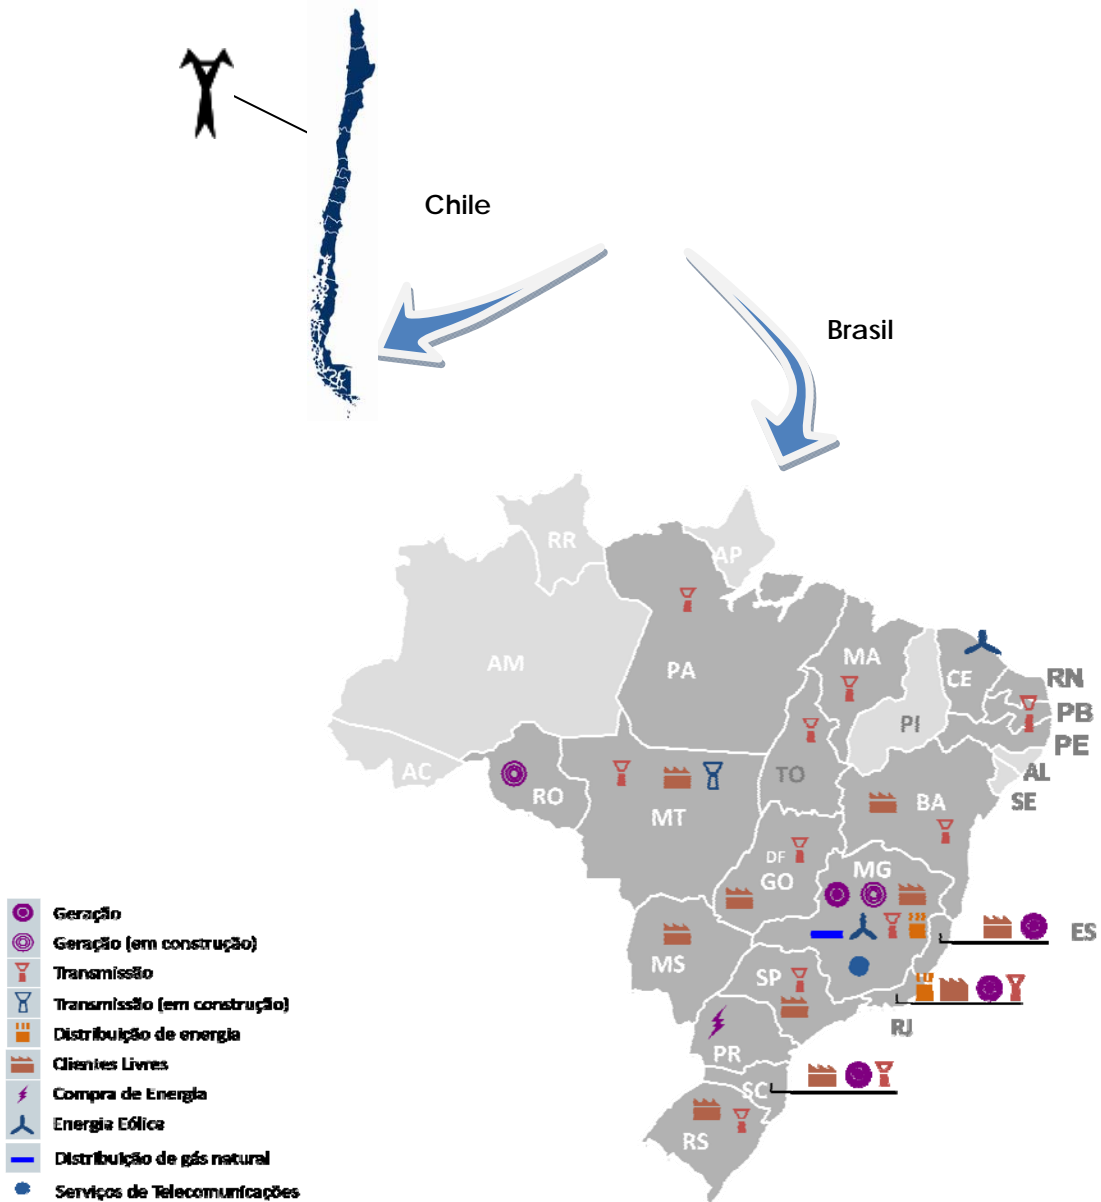 Chile
Brasil
RR
AP
AM
PA
MA
CE
RN
PB
PI
PE
AC
RO
TO
AL
MT
BA
SE
DF
MG
GO
ES
MS
SP
RJ
PR
SC
RS
Geração
Geração (em construção)
Transmissão
Transmissão (em construção)
Distribuição de energia
Clientes Livres
Compra de Energia
Energia Eólica
Distribuição de gás natural
Serviços de Telecomunicações